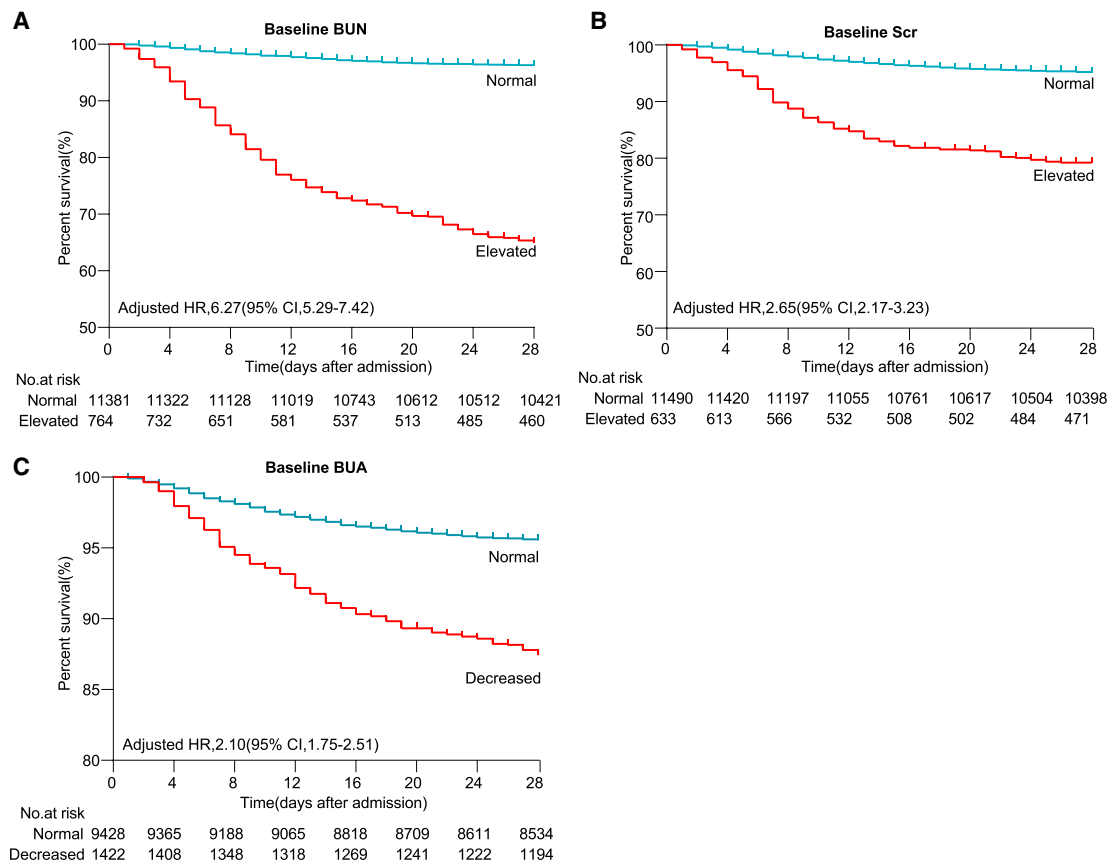 A
Baseline BUN
100
90
80
70
60
50
Percent survival(%)
Normal
Elevated
Adjusted HR,6.27(95% CI,5.29-7.42)
0 4 8 12 16 20 24 28
Time(days after admission)
No.at risk
Normal 11381 11322 11128 11019 10743 10612 10512 10421
Elevated 764 732 651 581 537 513 485 460
B
Baseline Scr
100
90
80
70
60
50
Percent survival(%)
Normal
Elevated
Adjusted HR,2.65(95% CI,2.17-3.23)
0 4 8 12 16 20 24 28
Time(days after admission)
No.at risk
Normal 11490 11420 11197 11055 10761 10617 10504 10398
Elevated 633 613 566 532 508 502 484 471
C
Baseline BUA
100
95
90
85
80
Percent survival(%)
Normal
Decreased
Adjusted HR,2.10(95% CI,1.75-2.51)
0 4 8 12 16 20 24 28
Time(days after admission)
No.at risk
Normal 9428 9365 9188 9065 8818 8709 8611 8534
Decreased 1422 1408 1348 1318 1269 1241 1222 1194